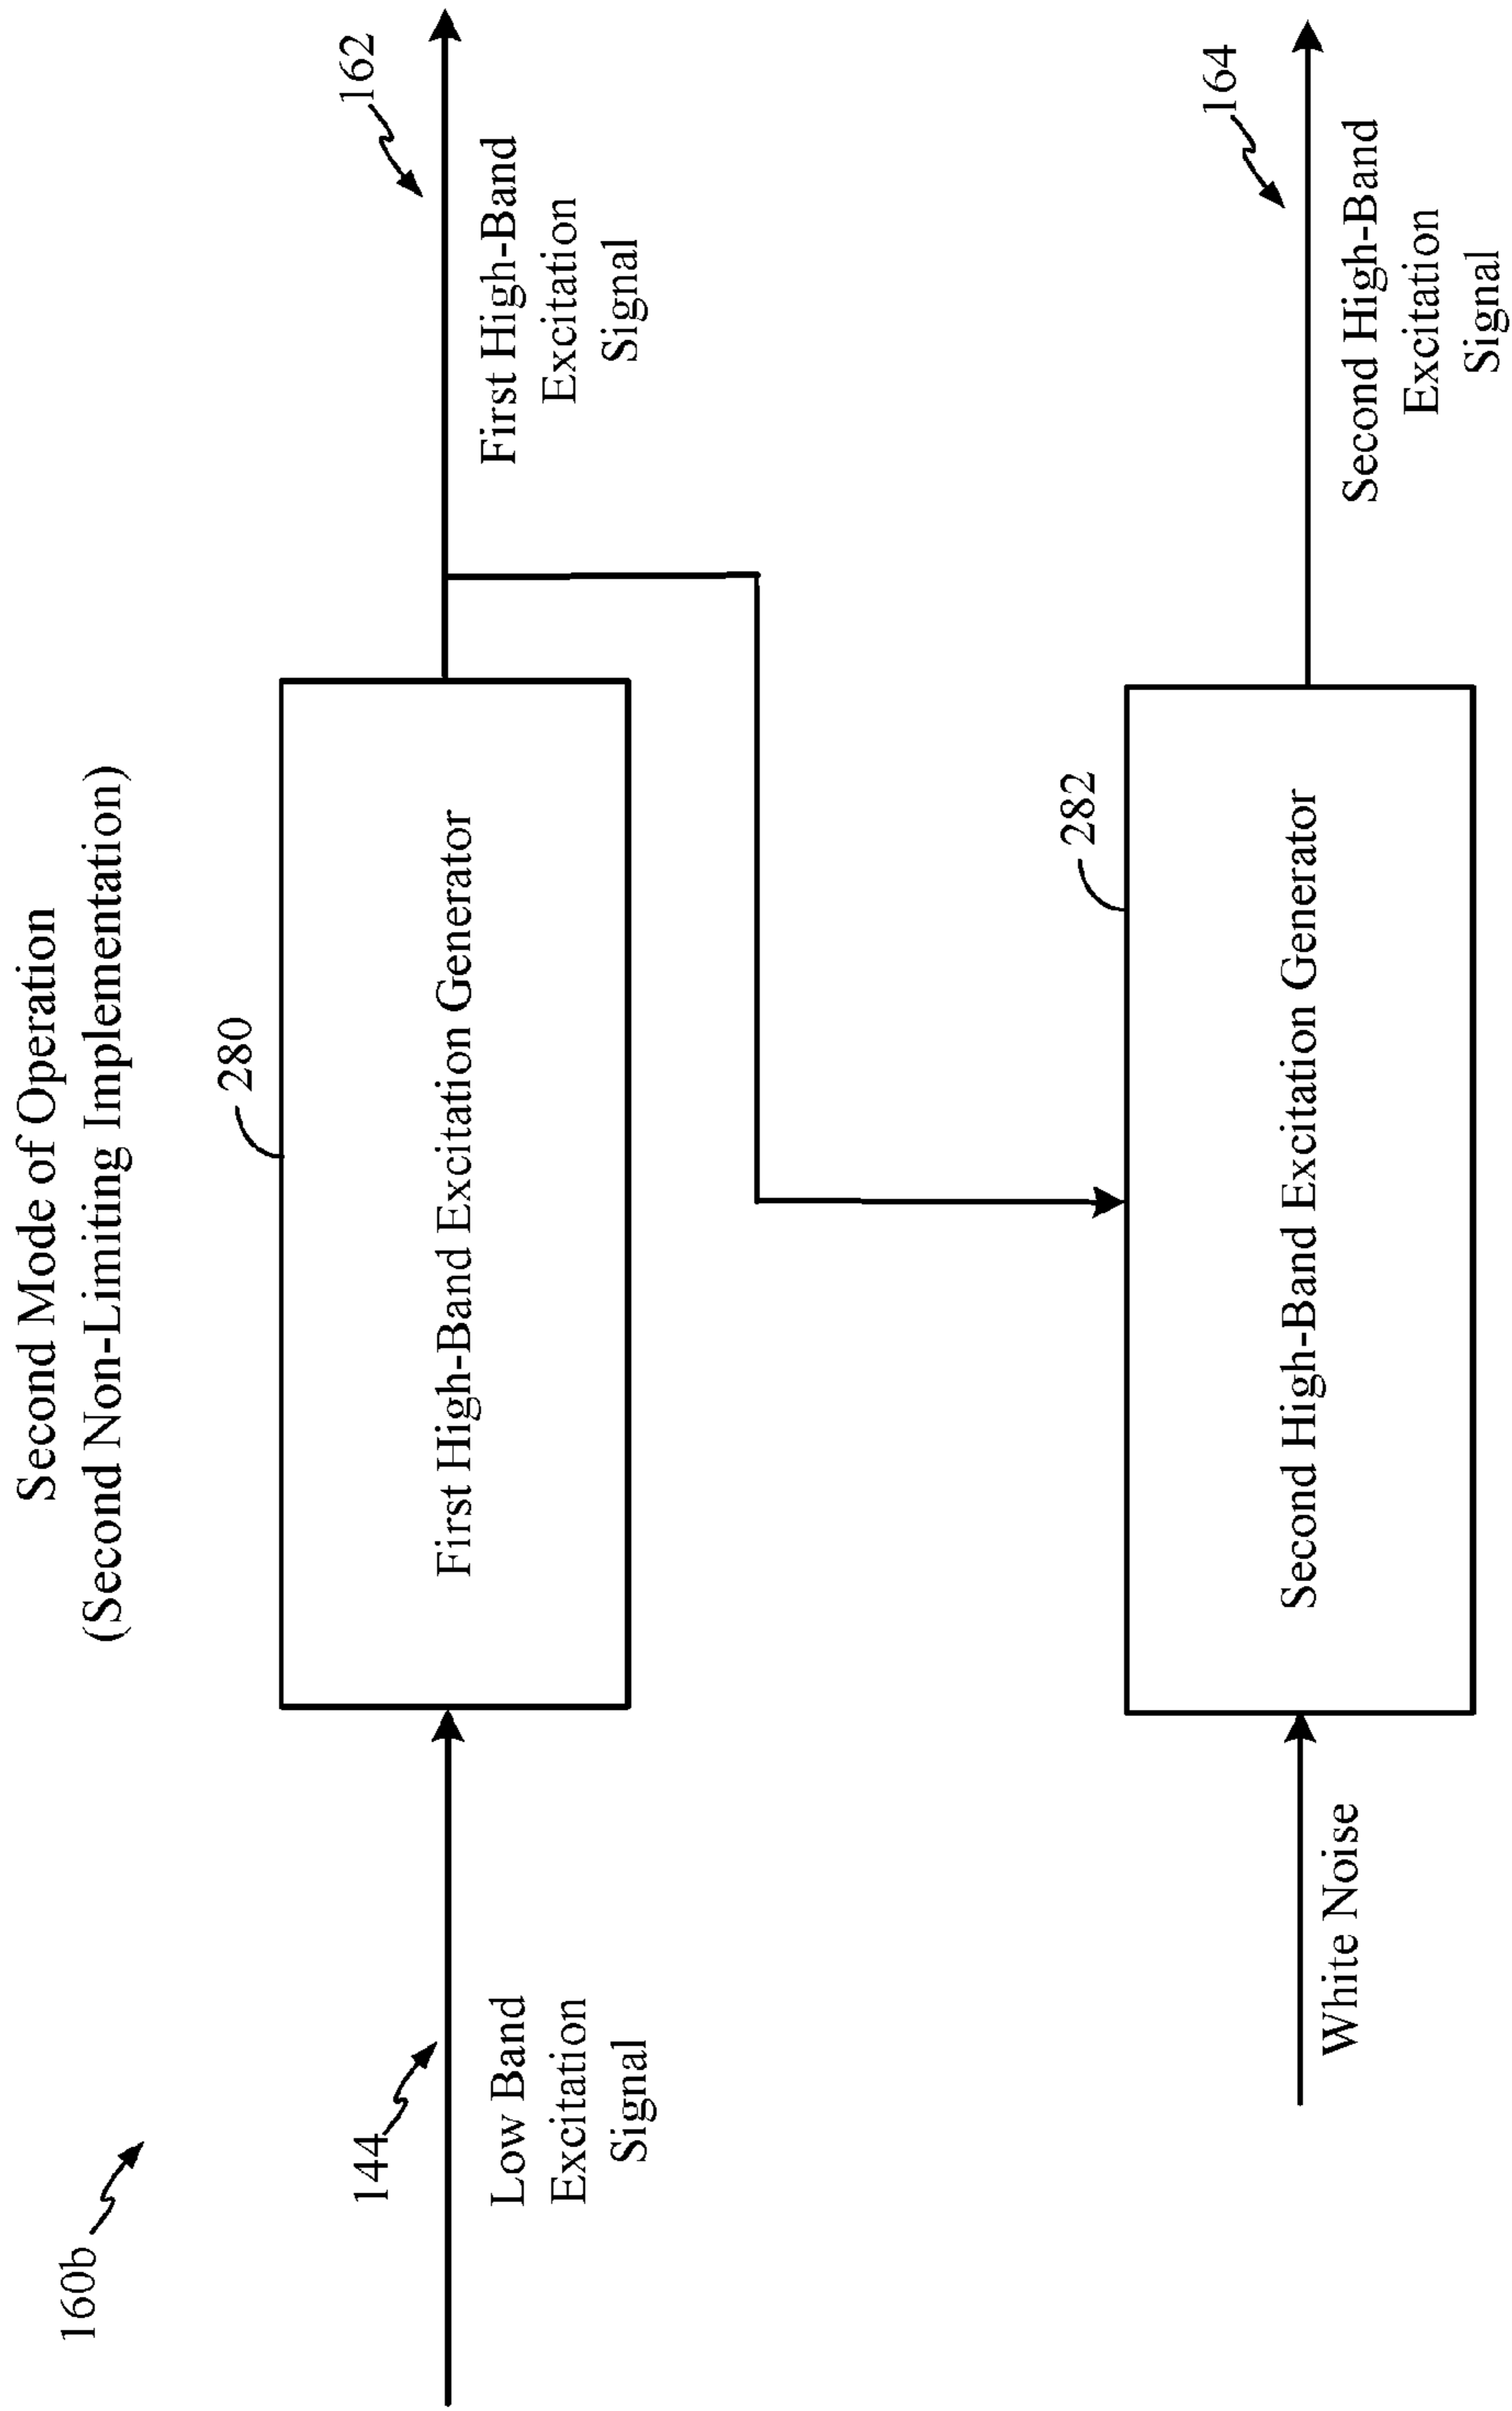 Second Mode of Operation
(Second Non-Limiting Implementation)
160b
280
144
Low Band
Excitation
Signal
First High-Band Excitation Generator
162
First High-Band
Excitation
Signal
282
White Noise
Second High-Band Excitation Generator
164
Second High-Band
Excitation
Signal